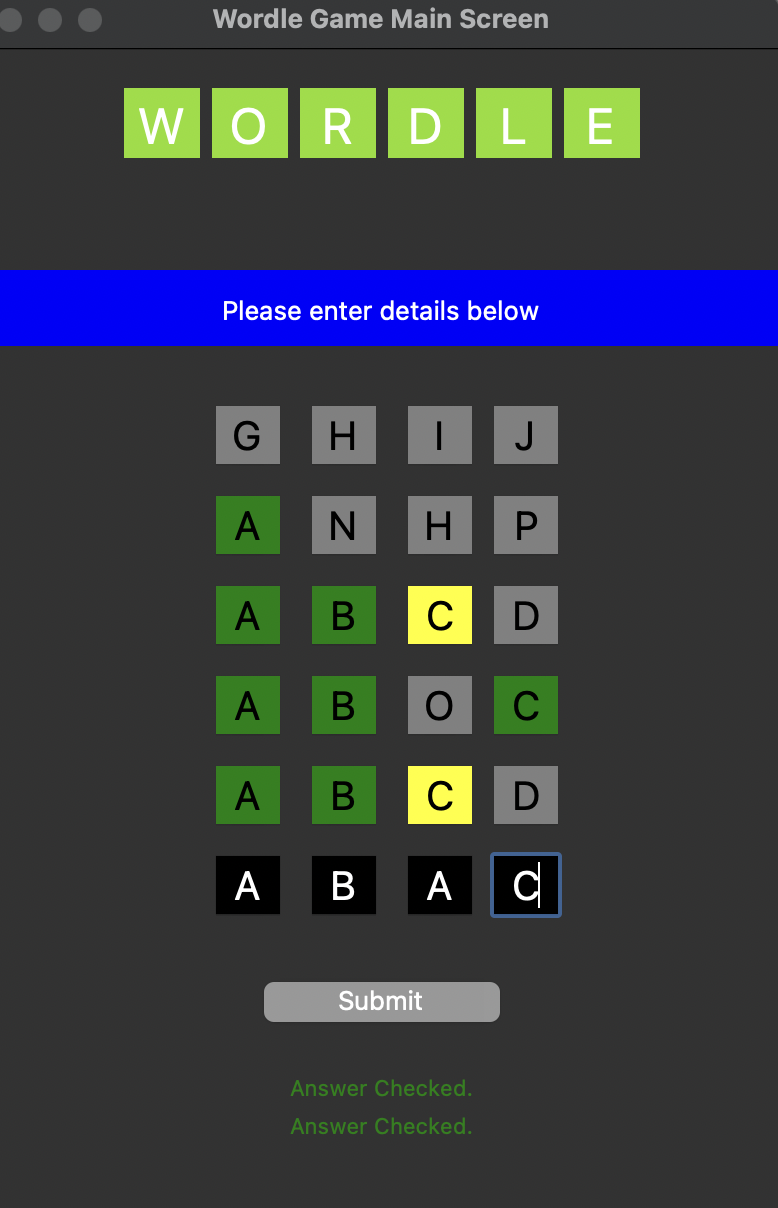 Wordle Game Main Screen
W O R D L E
Please enter details below
G H I J
A N H P
A B C D
A B O C
A B C D
A B A C
Submit
Answer Checked.
Answer Checked.